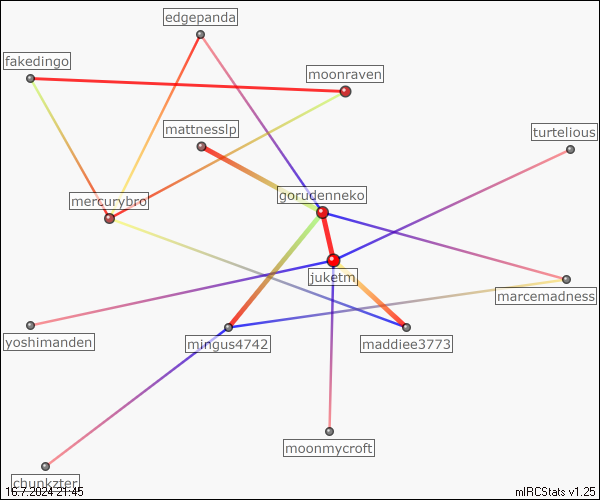 edgepanda
fakedingo
moonraven
mattnesslp
turtelious
mercurybro
gorudenneko
juketm
marcemadness
yoshimanden
mingus4742
maddiee3773
moonmycroft
chunkzter
16.7.2024 21:45
mIRCStats v1.25